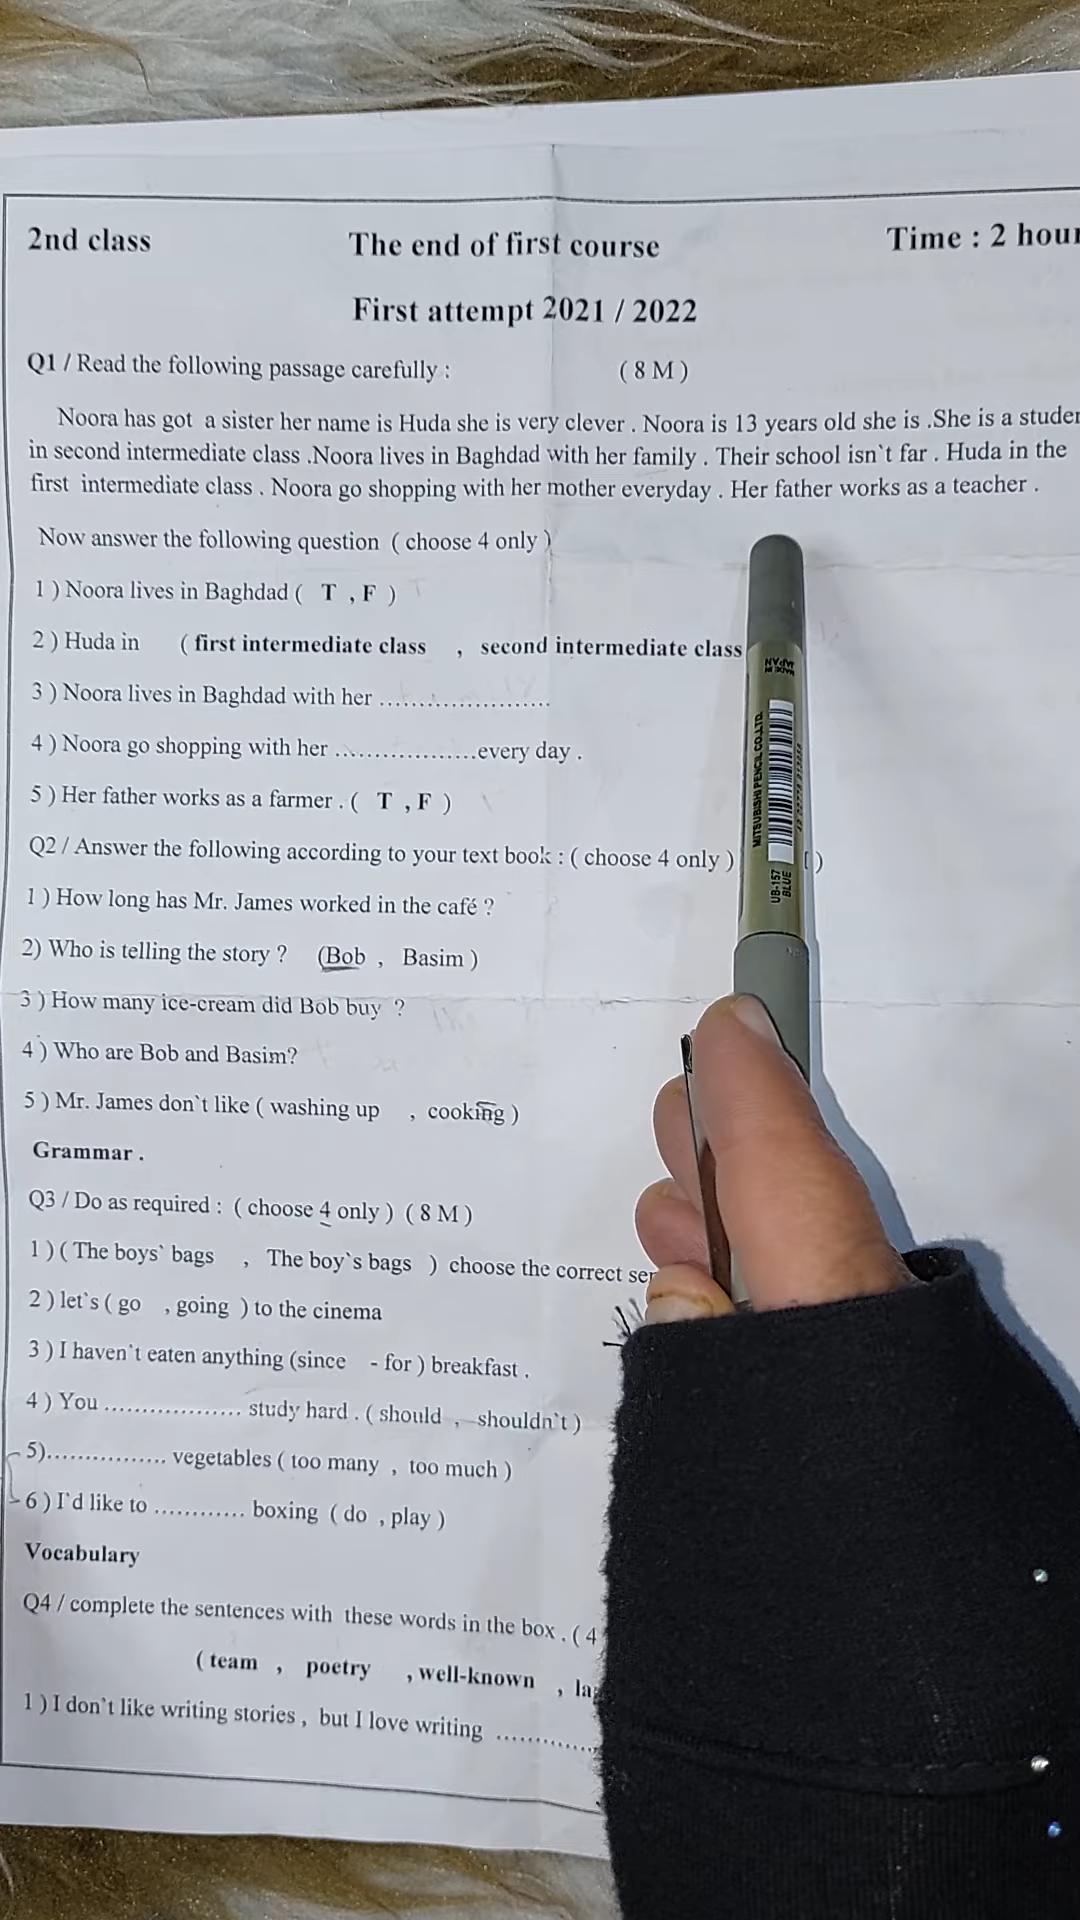 2nd class The end of first course Time : 2 hour
First attempt 2021 / 2022
Q1 / Read the following passage carefully : ( 8 M )
Noora has got a sister her name is Huda she is very clever . Noora is 13 years old she is .She is a studen
in second intermediate class .Noora lives in Baghdad with her family . Their school isn`t far . Huda in the
first intermediate class . Noora go shopping with her mother everyday . Her father works as a teacher .
Now answer the following question ( choose 4 only )
1 ) Noora lives in Baghdad ( T , F )
2 ) Huda in ( first intermediate class , second intermediate class
3 ) Noora lives in Baghdad with her ......................
4 ) Noora go shopping with her ..................every day .
5 ) Her father works as a farmer . ( T , F )
Q2 / Answer the following according to your text book : ( choose 4 only ) )
1 ) How long has Mr. James worked in the café ?
2) Who is telling the story ? (Bob , Basim )
3 ) How many ice-cream did Bob buy ?
4 ) Who are Bob and Basim?
5 ) Mr. James don`t like ( washing up , cooking )
Grammar .
Q3 / Do as required : ( choose 4 only ) ( 8 M )
1 ) ( The boys` bags , The boy`s bags ) choose the correct
2 ) let`s ( go , going ) to the cinema
3 ) I haven`t eaten anything (since - for ) breakfast .
4 ) You .................. study hard . ( should , shouldn`t )
5)................ vegetables ( too many , too much )
6 ) I`d like to ............ boxing ( do , play )
Vocabulary
Q4 / complete the sentences with these words in the box . ( 4
( team , poetry , well-known ,
1 ) I don`t like writing stories , but I love writing ..............
MADE IN JAPAN
MITSUBISHI PENCIL CO.,LTD.
UB-157
BLUE